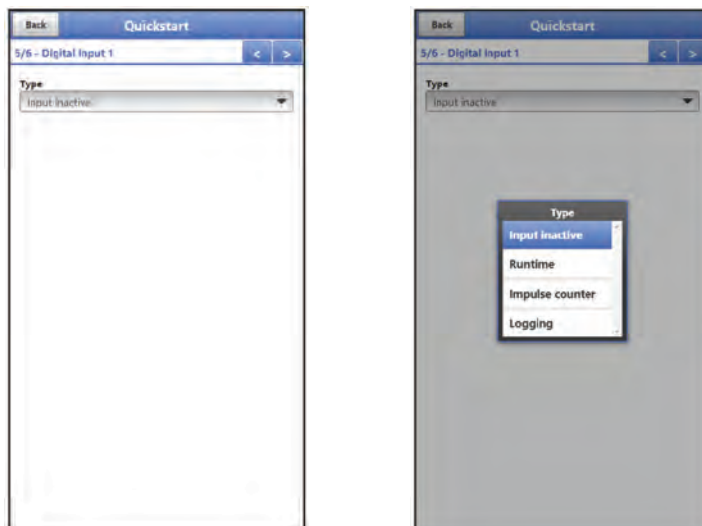 Back Quickstart
5/6 - Digital Input 1 < >
Type
Input inactive
Back Quickstart
5/6 - Digital Input 1 < >
Type
Input inactive
Type
Input inactive
Runtime
Impulse counter
Logging